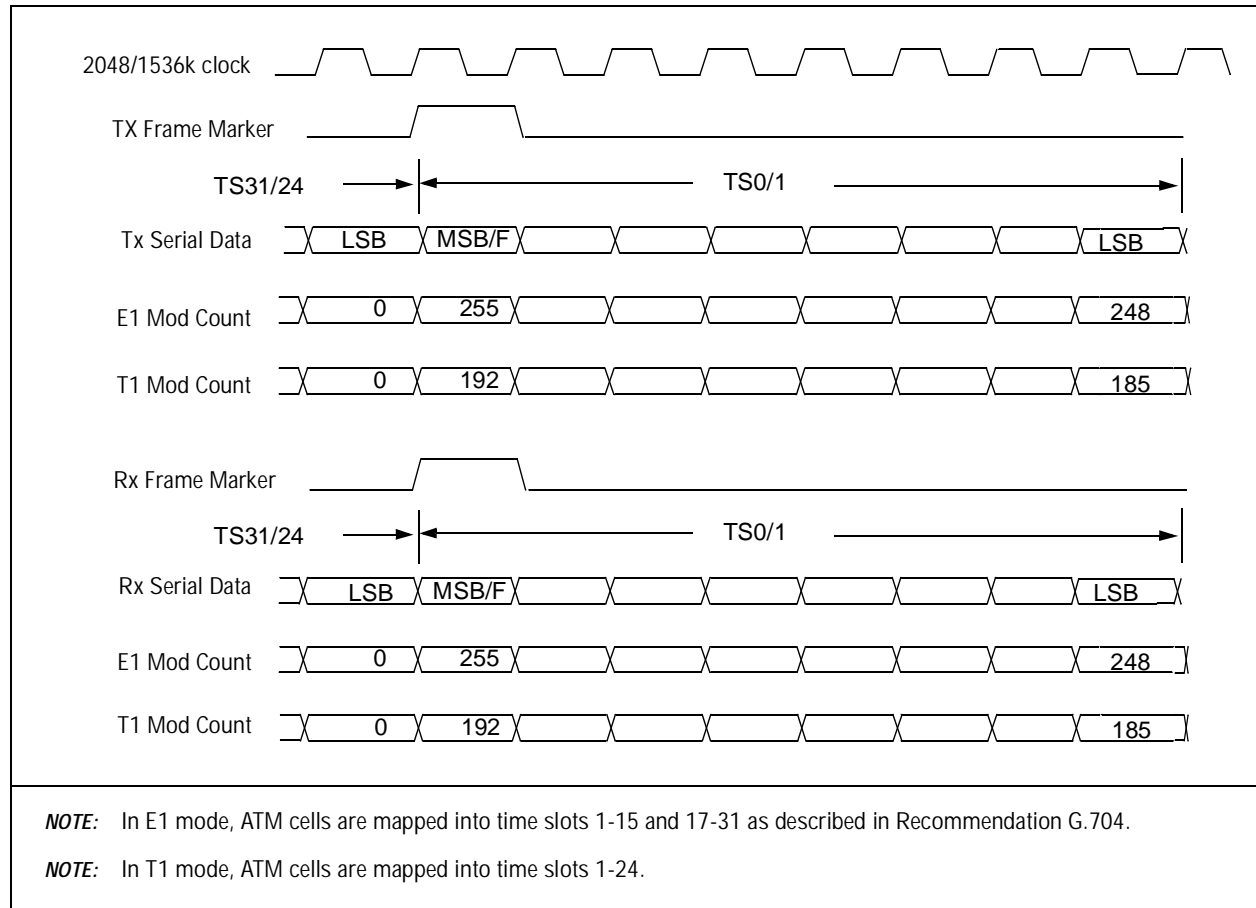 2048/1536k clock
TX Frame Marker
TS31/24 TS0/1
Tx Serial Data LSB MSB/F LSB
E1 Mod Count 0 255 248
T1 Mod Count 0 192 185
Rx Frame Marker
TS31/24 TS0/1
Rx Serial Data LSB MSB/F LSB
E1 Mod Count 0 255 248
T1 Mod Count 0 192 185
NOTE: In E1 mode, ATM cells are mapped into time slots 1-15 and 17-31 as described in Recommendation G.704.
NOTE: In T1 mode, ATM cells are mapped into time slots 1-24.